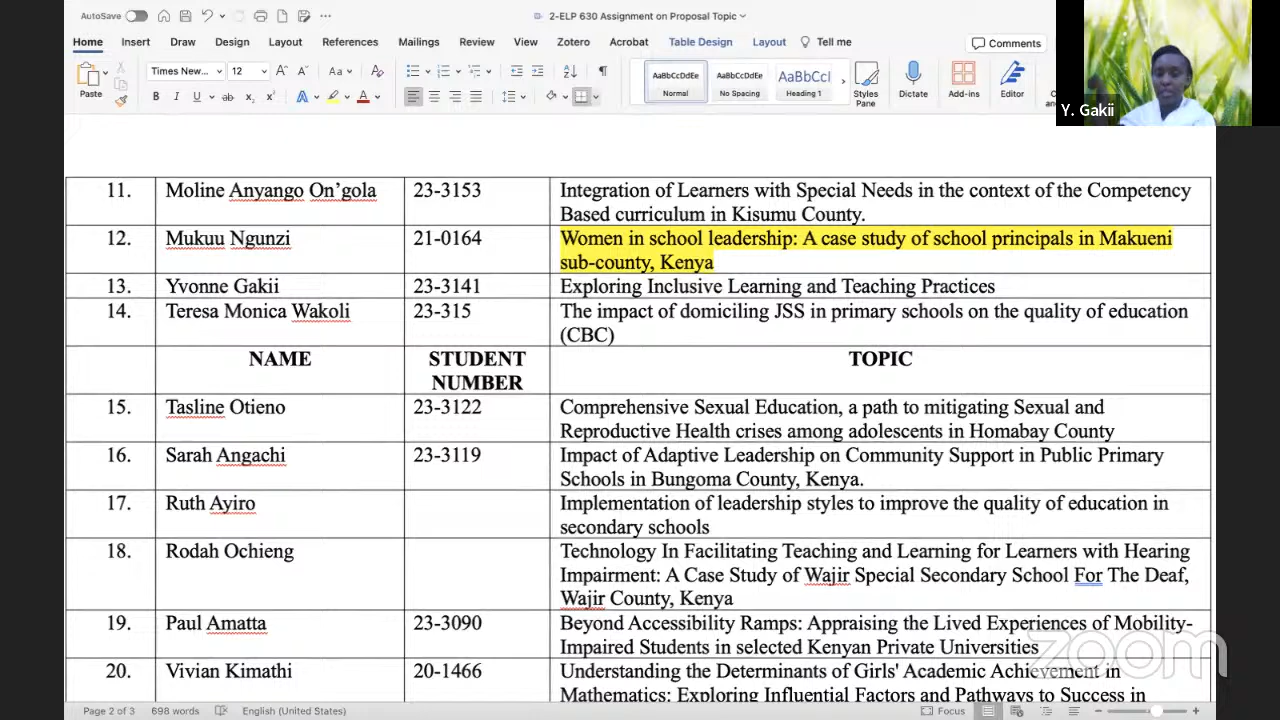 AutoSave
2-ELP 630 Assignment on Proposal Topic
Home Insert Draw Design Layout References Mailings Review View Zotero Acrobat Table Design Layout Tell me
Comments
Paste
Times New... 12
Aa
B I U ab x₂ x²
AaBbCcDdEe
Normal
AaBbCcDdEe
No Spacing
AaBbCcI
Heading 1
Styles
Pane
Dictate
Add-ins
Editor
Y. Gakii
11. Moline Anyango On’gola 23-3153 Integration of Learners with Special Needs in the context of the Competency
Based curriculum in Kisumu County.
12. Mukuu Ngunzi 21-0164 Women in school leadership: A case study of school principals in Makueni
sub-county, Kenya
13. Yvonne Gakii 23-3141 Exploring Inclusive Learning and Teaching Practices
14. Teresa Monica Wakoli 23-315 The impact of domiciling JSS in primary schools on the quality of education
(CBC)
NAME STUDENT TOPIC
NUMBER
15. Tasline Otieno 23-3122 Comprehensive Sexual Education, a path to mitigating Sexual and
Reproductive Health crises among adolescents in Homabay County
16. Sarah Angachi 23-3119 Impact of Adaptive Leadership on Community Support in Public Primary
Schools in Bungoma County, Kenya.
17. Ruth Ayiro Implementation of leadership styles to improve the quality of education in
secondary schools
18. Rodah Ochieng Technology In Facilitating Teaching and Learning for Learners with Hearing
Impairment: A Case Study of Wajir Special Secondary School For The Deaf,
Wajir County, Kenya
19. Paul Amatta 23-3090 Beyond Accessibility Ramps: Appraising the Lived Experiences of Mobility-
Impaired Students in selected Kenyan Private Universities
20. Vivian Kimathi 20-1466 Understanding the Determinants of Girls' Academic Achievement in
Mathematics: Exploring Influential Factors and Pathways to Success in
zoom
Page 2 of 3 698 words English (United States) Focus